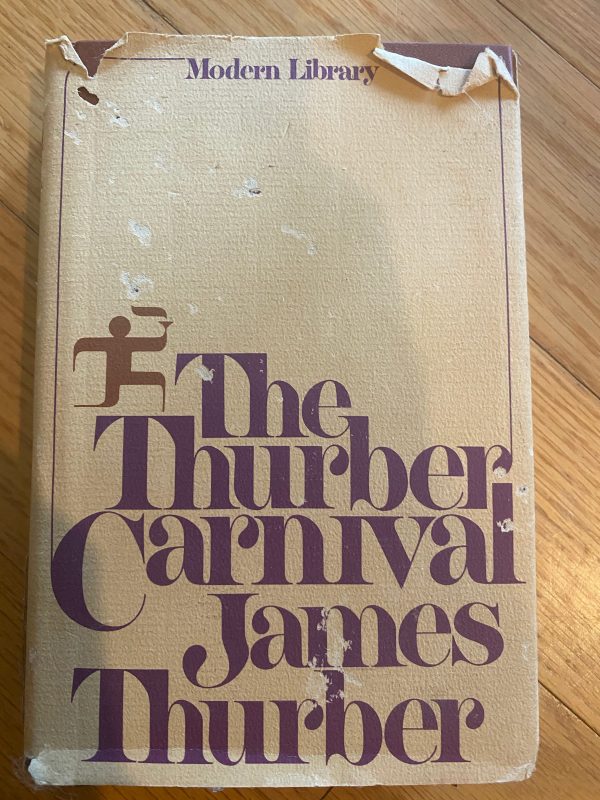 Modern Library
The
Thurber
Carnival
James
Thurber